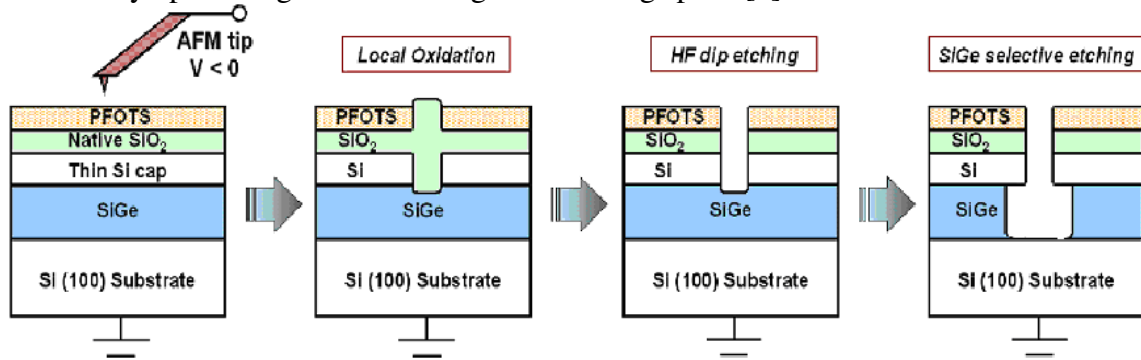 AFM tip
V < 0
Local Oxidation
HF dip etching
SiGe selective etching
PFOTS
Native SiO2
Thin Si cap
SiGe
Si (100) Substrate
PFOTS
SiO2
Si
SiGe
Si (100) Substrate
PFOTS
SiO2
Si
SiGe
Si (100) Substrate
PFOTS
SiO2
Si
SiGe
Si (100) Substrate